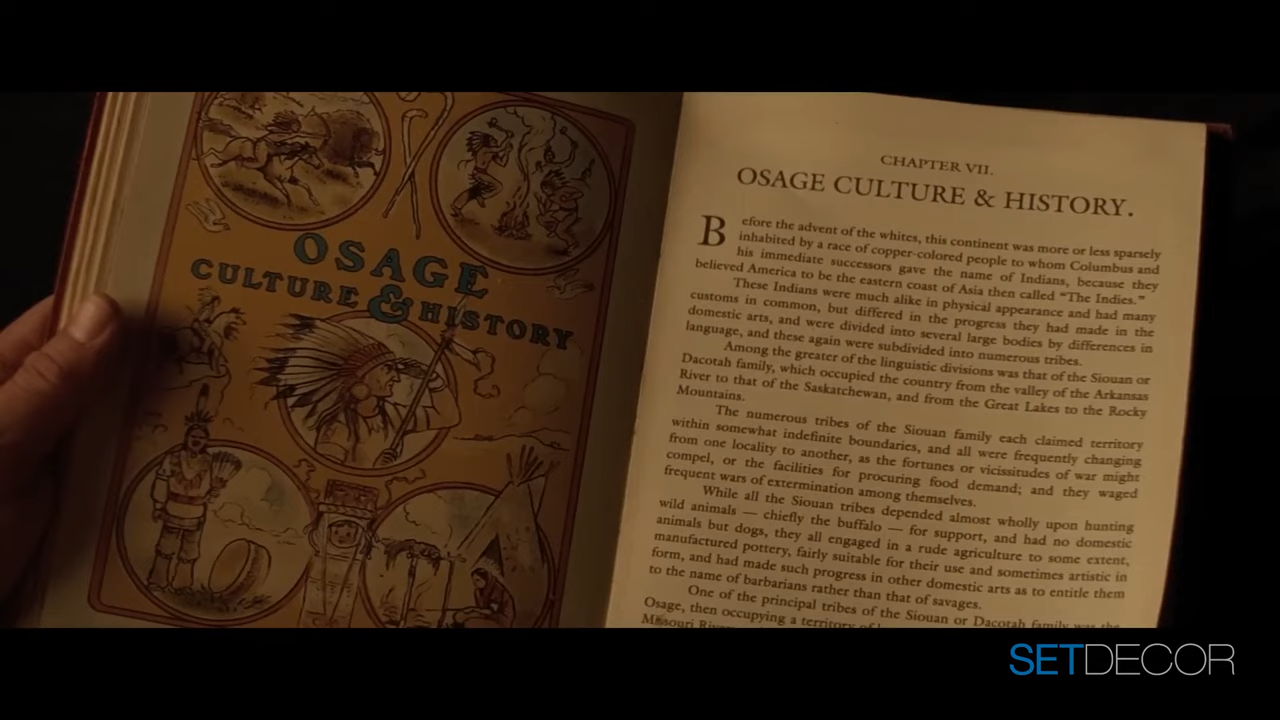 OSAGE
CULTURE & HISTORY
CHAPTER VII.
OSAGE CULTURE & HISTORY.
Before the advent of the whites, this continent was more or less sparsely
inhabited by a race of copper-colored people to whom Columbus and
his immediate successors gave the name of Indians, because they
believed America to be the eastern coast of Asia then called “The Indies.”
These Indians were much alike in physical appearance and had many
customs in common, but differed in the progress they had made in the
domestic arts, and were divided into several large bodies by differences in
language, and these again were subdivided into numerous tribes.
Among the greater of the linguistic divisions was that of the Siouan or
Dacotah family, which occupied the country from the valley of the Arkansas
River to that of the Saskatchewan, and from the Great Lakes to the Rocky
Mountains.
The numerous tribes of the Siouan family each claimed territory
within somewhat indefinite boundaries, and all were frequently changing
from one locality to another, as the fortunes or vicissitudes of war might
compel, or the facilities for procuring food demand; and they waged
frequent wars of extermination among themselves.
While all the Siouan tribes depended almost wholly upon hunting
wild animals — chiefly the buffalo — for support, and had no domestic
animals but dogs, they all engaged in a rude agriculture to some extent,
manufactured pottery, fairly suitable for their use and sometimes artistic in
form, and had made such progress in other domestic arts as to entitle them
to the name of barbarians rather than that of savages.
One of the principal tribes of the Siouan or Dacotah family was the
Osage, then occupying a territory of
Missouri River
SETDECOR